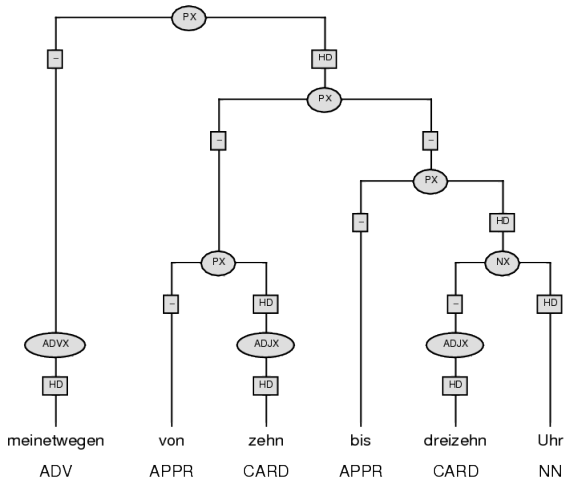 PX
– HD
PX
– –
PX
– HD
PX NX
– HD – HD
ADVX ADJX ADJX
HD HD HD
meinetwegen von zehn bis dreizehn Uhr
ADV APPR CARD APPR CARD NN